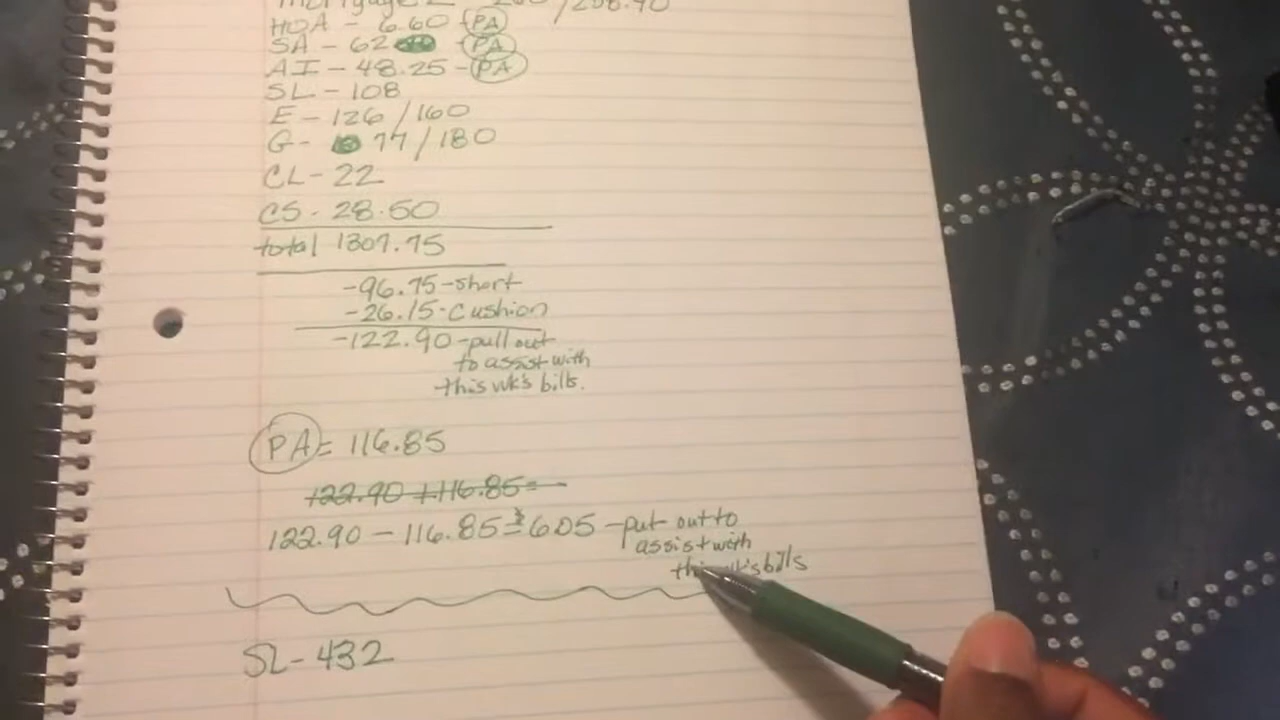 HOA - 6.60 - PA
SA - 62 - PA
AI - 48.25 - PA
SL - 108
E - 126/160
G - 77/180
CL - 22
CS - 28.50
total 1307.75
-96.75 - short
-26.15 - Cushion
-122.90 - pull out
to assist with
this wk's bills.
PA = 116.85
122.90 + 116.85 =
122.90 - 116.85 = $6.05 - put out to
assist with
this wk's bills
SL - 432